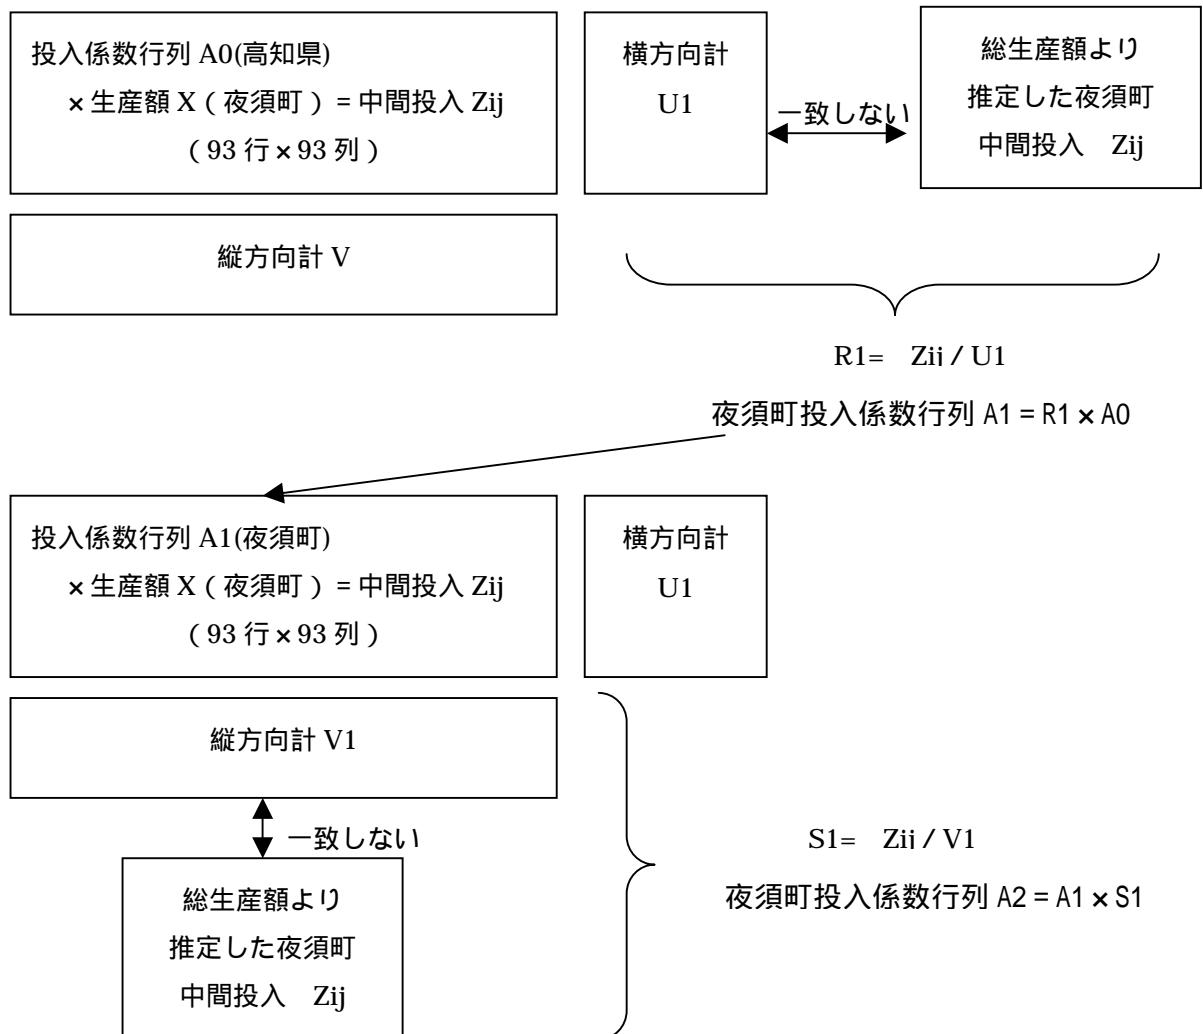 投入係数行列 A0(高知県)
×生産額 X（夜須町）=中間投入 Zij
（93 行×93 列）
横方向計
U1
一致しない
総生産額より
推定した夜須町
中間投入　Zij
縦方向計 V
R1=　Zij / U1
夜須町投入係数行列 A1 = R1 × A0
投入係数行列 A1(夜須町)
×生産額 X（夜須町）=中間投入 Zij
（93 行×93 列）
横方向計
U1
縦方向計 V1
一致しない
総生産額より
推定した夜須町
中間投入　Zij
S1=　Zij / V1
夜須町投入係数行列 A2 = A1 × S1